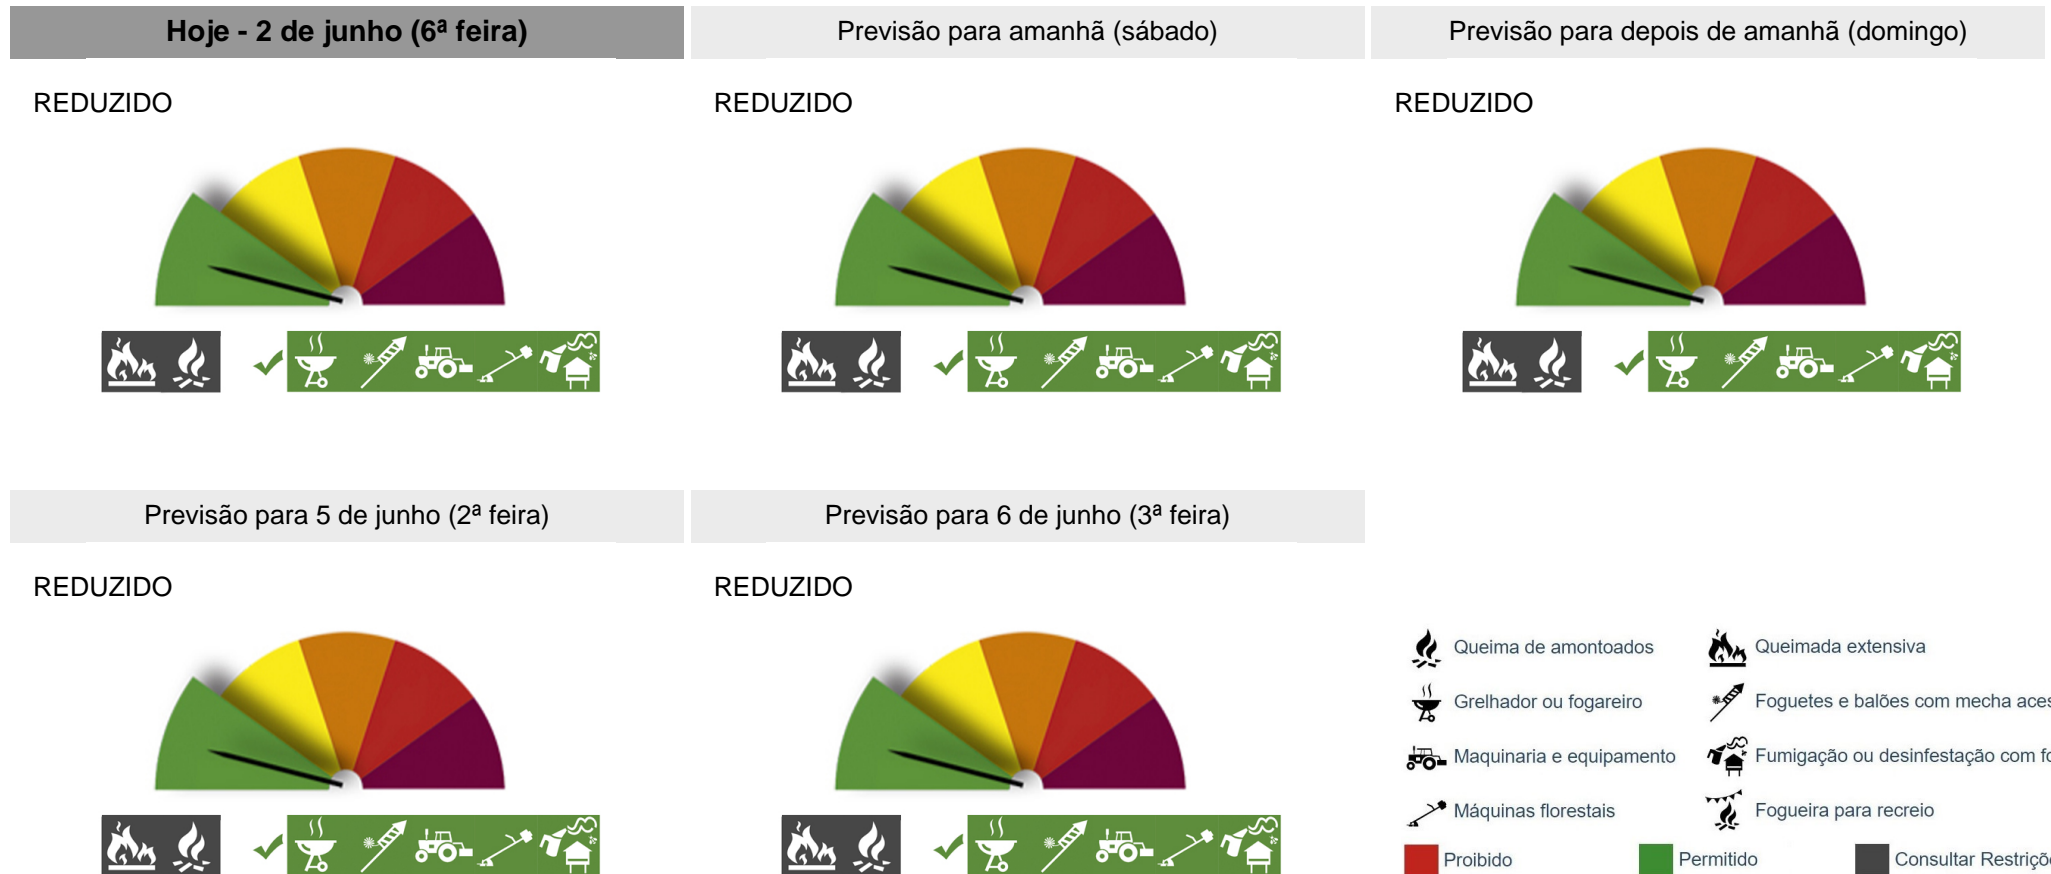 Hoje - 2 de junho (6ª feira)
Previsão para amanhã (sábado)
Previsão para depois de amanhã (domingo)
REDUZIDO
REDUZIDO
REDUZIDO
Previsão para 5 de junho (2ª feira)
Previsão para 6 de junho (3ª feira)
REDUZIDO
REDUZIDO
Queima de amontoados
Queimada extensiva
Grelhador ou fogareiro
Foguetes e balões com mecha
Maquinaria e equipamento
Fumigação ou desinfestação com
Máquinas florestais
Fogueira para recreio
Proibido
Permitido
Consultar